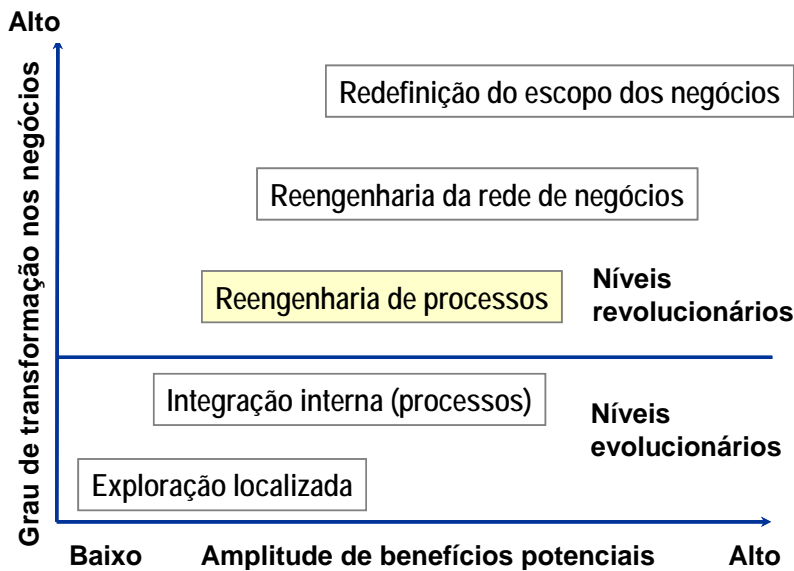 Alto
Grau de transformação nos negócios
Redefinição do escopo dos negócios
Reengenharia da rede de negócios
Reengenharia de processos
Níveis
revolucionários
Integração interna (processos)
Níveis
evolucionários
Exploração localizada
Baixo
Amplitude de benefícios potenciais
Alto